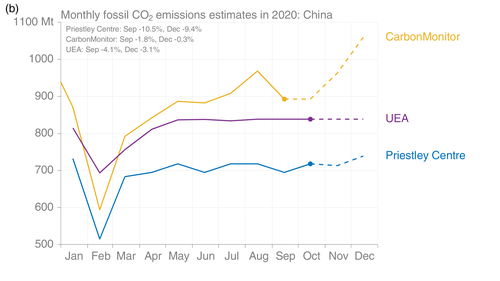 (b)
Monthly fossil CO₂ emissions estimates in 2020: China
1100 Mt
Priestley Centre: Sep -10.5%, Dec -9.4%
CarbonMonitor: Sep -1.8%, Dec -0.3%
UEA: Sep -4.1%, Dec -3.1%
CarbonMonitor
1000
900
UEA
800
Priestley Centre
700
600
500
Jan Feb Mar Apr May Jun Jul Aug Sep Oct Nov Dec